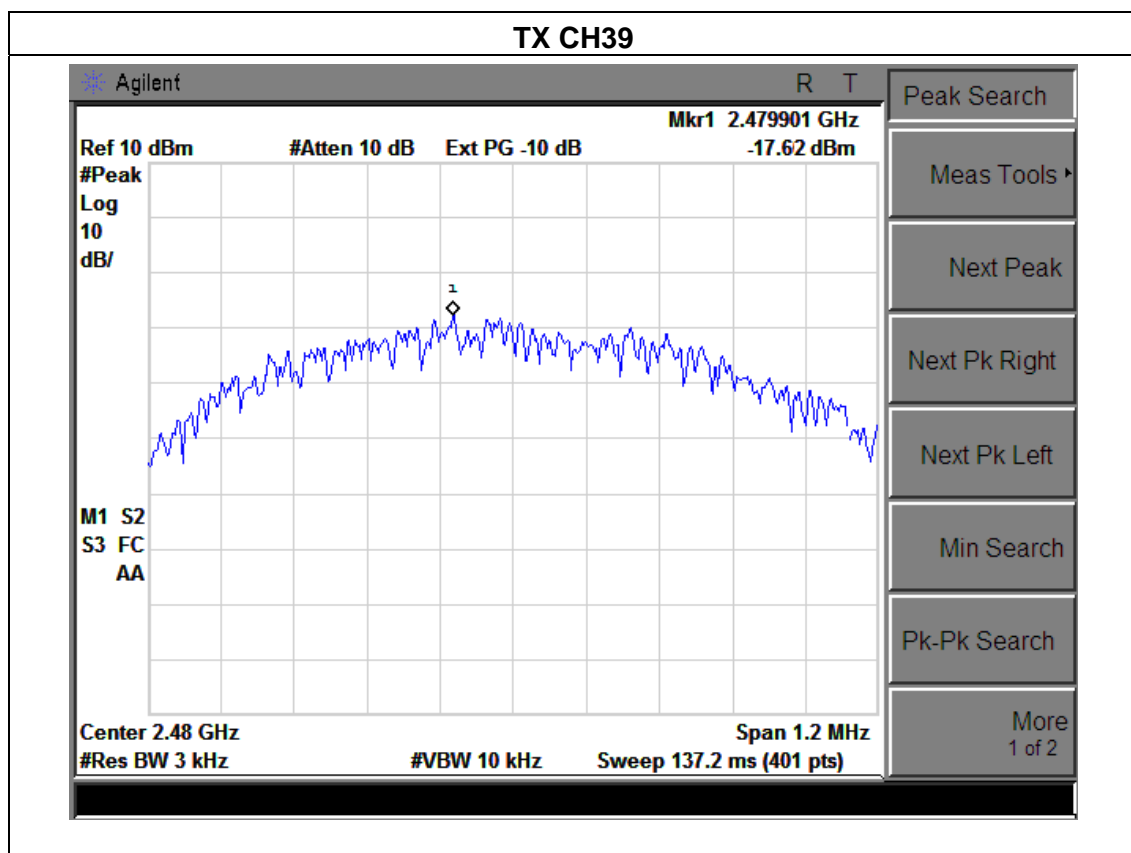 TX CH39
Agilent R T
Peak Search
Mkr1 2.479901 GHz
Ref 10 dBm #Atten 10 dB Ext PG -10 dB -17.62 dBm
#Peak
Log
10
dB/
1
M1 S2
S3 FC
AA
Center 2.48 GHz Span 1.2 MHz
#Res BW 3 kHz #VBW 10 kHz Sweep 137.2 ms (401 pts)
Meas Tools
Next Peak
Next Pk Right
Next Pk Left
Min Search
Pk-Pk Search
More
1 of 2